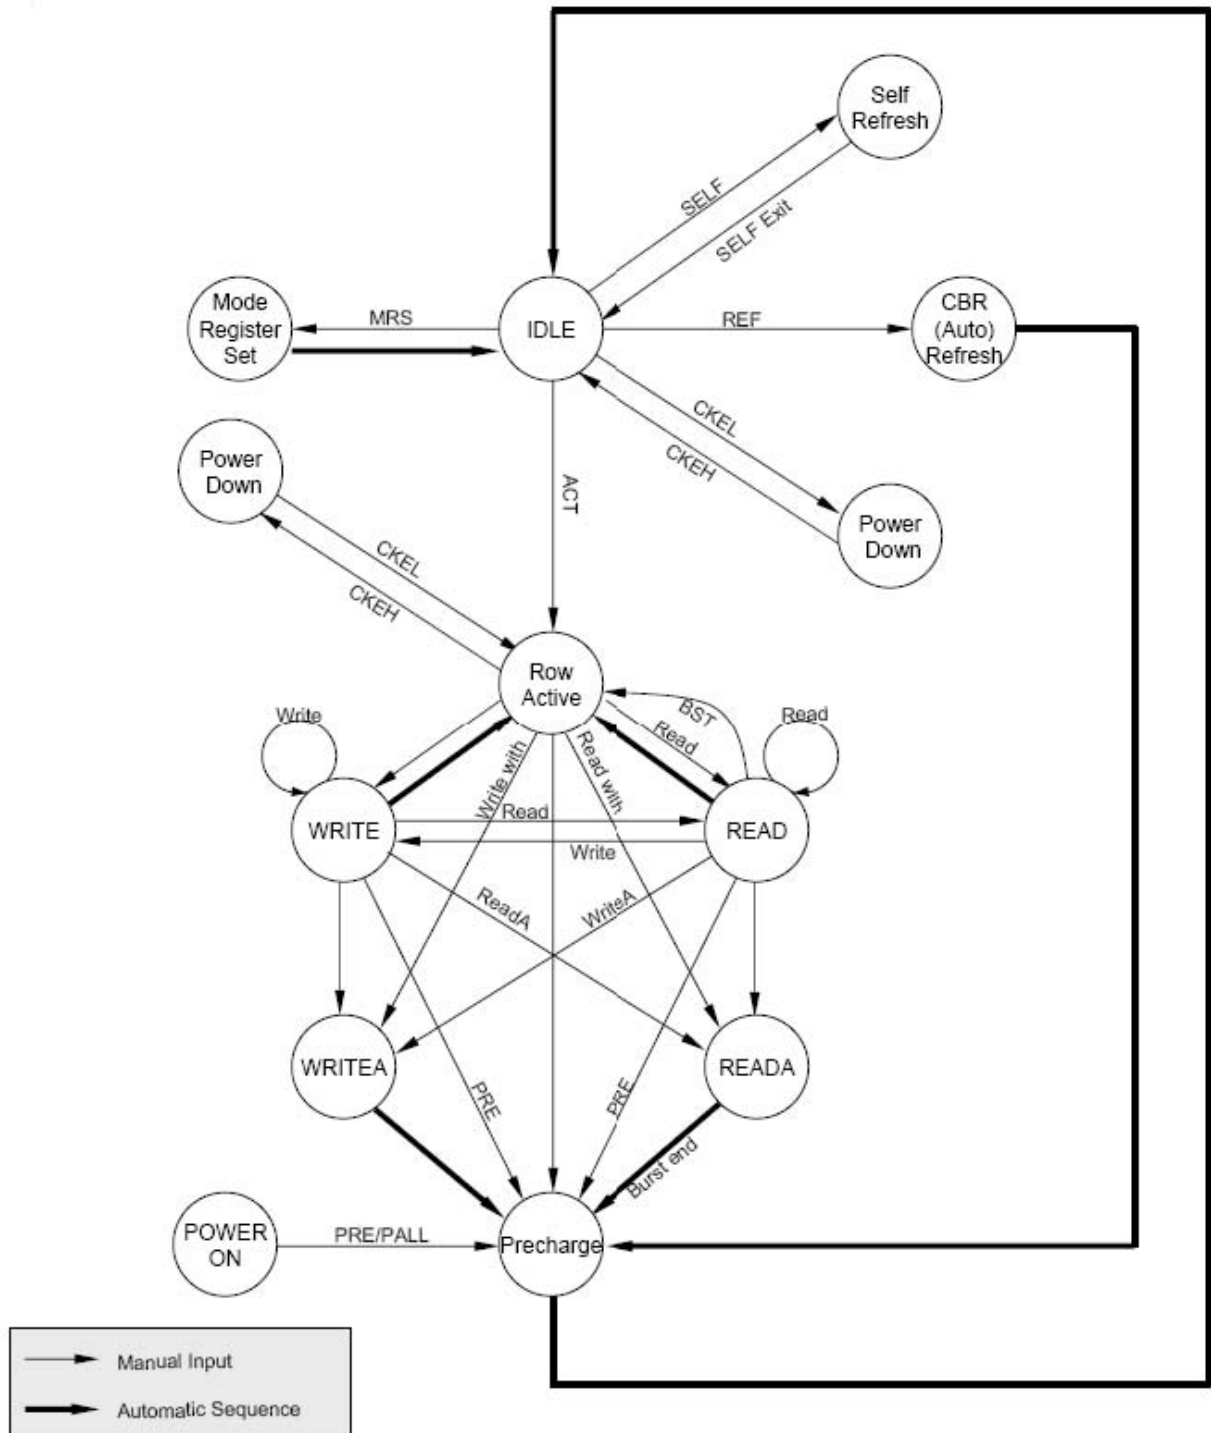 Self
Refresh
SELF
SELF Exit
Mode
Register
Set
MRS
IDLE
REF
CBR
(Auto)
Refresh
CKEL
CKEH
Power
Down
ACT
Power
Down
CKEL
CKEH
Row
Active
BST
Read
Write
Read
Write with
Read with
WRITE
Read
READ
Write
ReadA
WriteA
WRITEA
READA
PRE
PRE
Burst end
POWER
ON
PRE/PALL
Precharge
Manual Input
Automatic Sequence